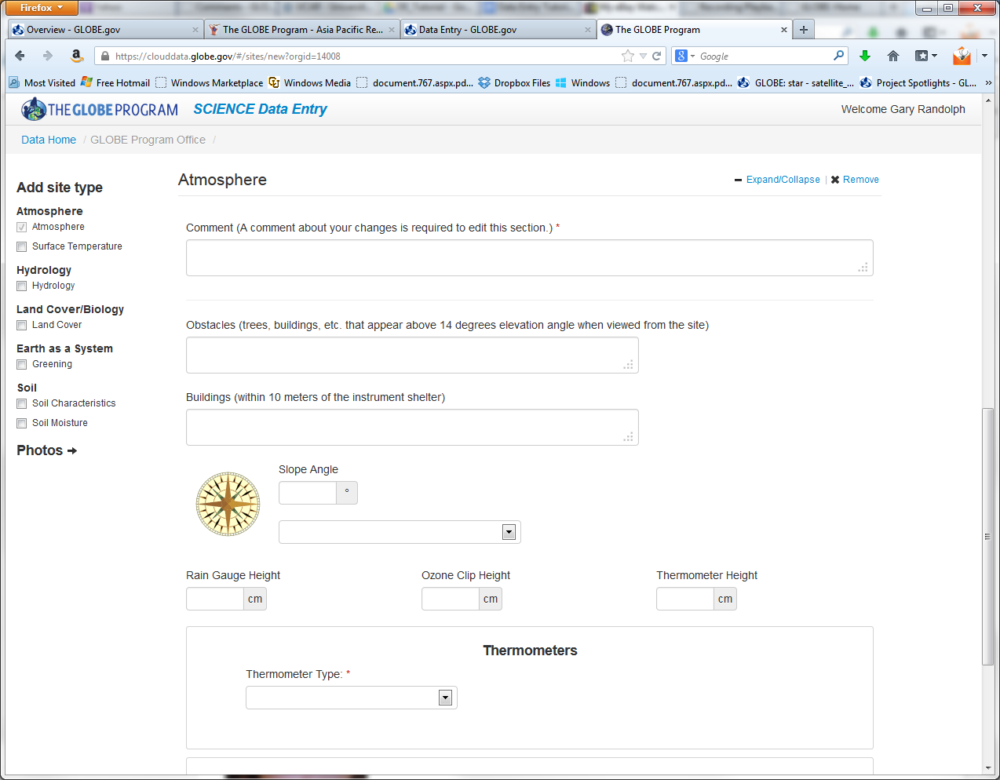 Firefox
Overview - GLOBE.gov
The GLOBE Program - Asia Pacific Re...
Data Entry - GLOBE.gov
The GLOBE Program
https://clouddata.globe.gov/#/sites/new?orgid=14008
Google
Most Visited Free Hotmail Windows Marketplace Windows Media document.767.aspx.pd... Dropbox Files Windows document.767.aspx.pd... GLOBE: star - satellite_... Project Spotlights - GL... »
THE GLOBE PROGRAM SCIENCE Data Entry Welcome Gary Randolph
Data Home / GLOBE Program Office /
Add site type
Atmosphere
Atmosphere
Surface Temperature
Hydrology
Hydrology
Land Cover/Biology
Land Cover
Earth as a System
Greening
Soil
Soil Characteristics
Soil Moisture
Photos
Atmosphere
Expand/Collapse | Remove
Comment (A comment about your changes is required to edit this section.) *
Obstacles (trees, buildings, etc. that appear above 14 degrees elevation angle when viewed from the site)
Buildings (within 10 meters of the instrument shelter)
Slope Angle
°
Rain Gauge Height Ozone Clip Height Thermometer Height
cm cm cm
Thermometers
Thermometer Type: *